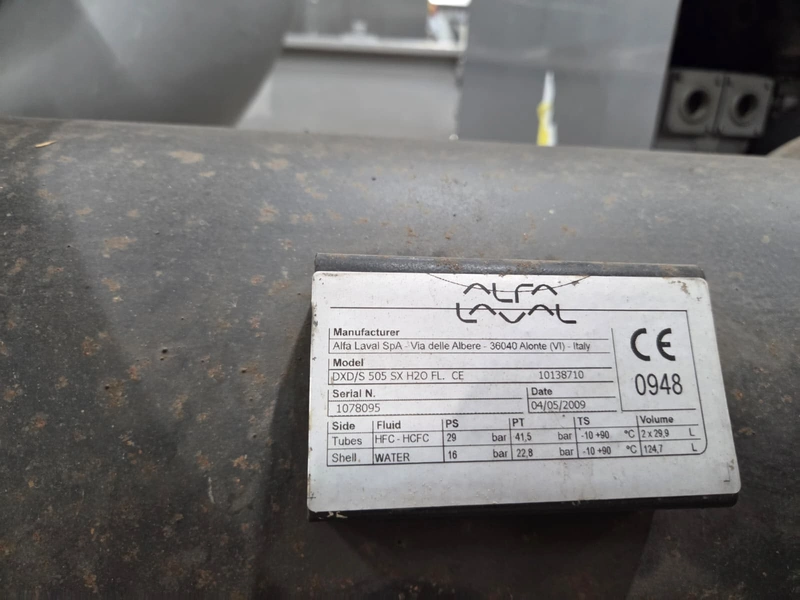 ALFA
LAVAL
Manufacturer
Alfa Laval SpA - Via delle Albere - 36040 Alonte (VI) - Italy
Model
DXD/S 505 SX H2O FL. CE 10138710
Serial N. Date
1078095 04/05/2009
CE
0948
Side Fluid PS PT TS Volume
Tubes HFC - HCFC 29 bar 41,5 bar -10 +90 °C 2 x 29,9 L
Shell WATER 16 bar 22,8 bar -10 +90 °C 124,7 L